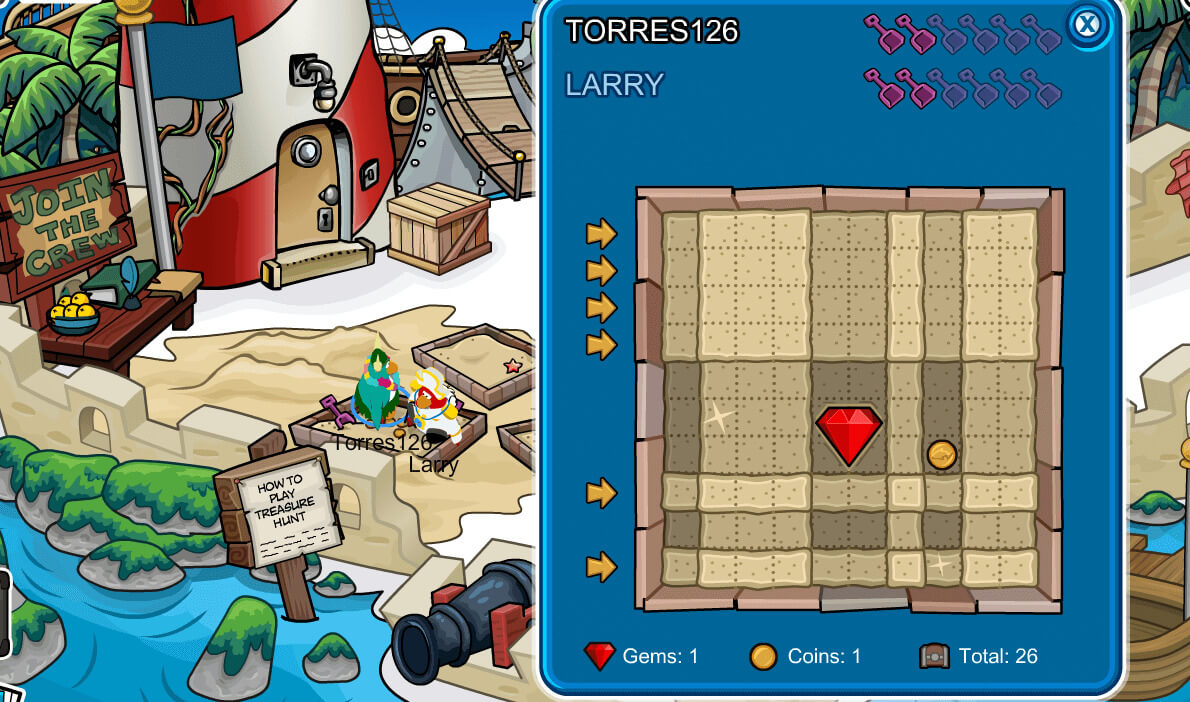 TORRES126
LARRY
JOIN
THE
CREW
HOW TO
PLAY
TREASURE
HUNT
Torres126
Larry
Gems: 1
Coins: 1
Total: 26